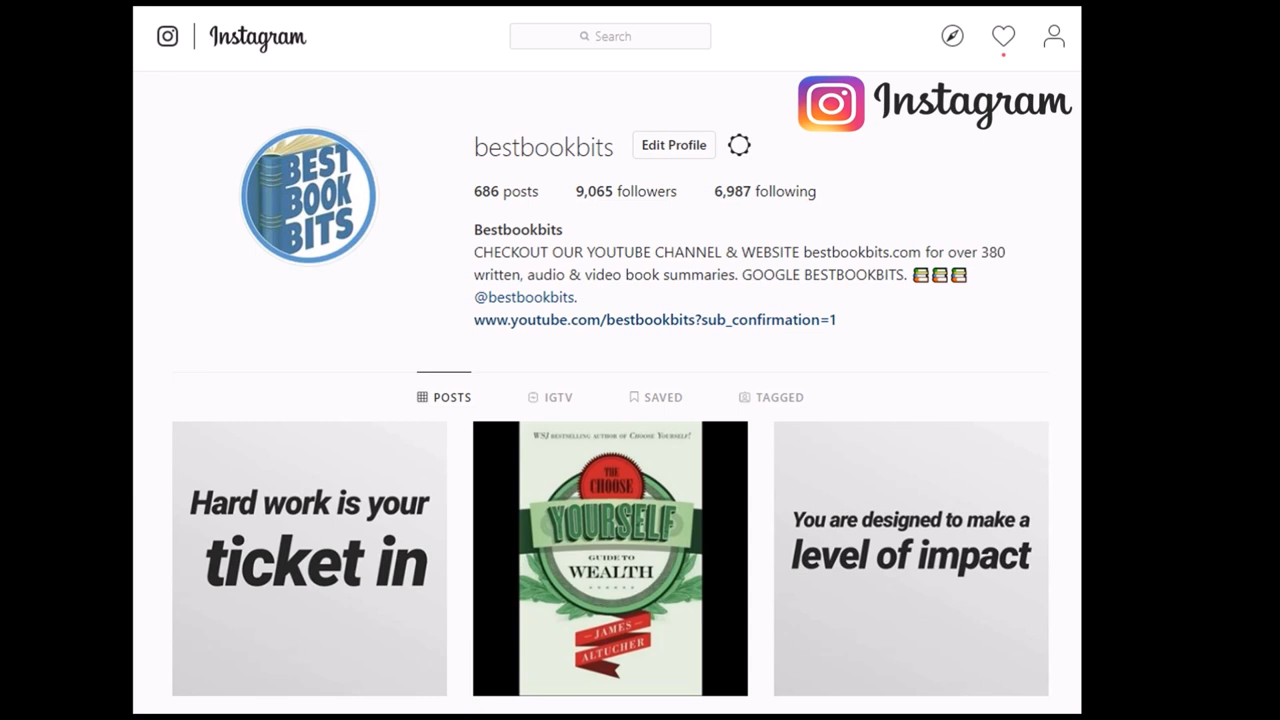 Instagram
Search
Instagram
BEST
BOOK
BITS
bestbookbits Edit Profile
686 posts 9,065 followers 6,987 following
Bestbookbits
CHECKOUT OUR YOUTUBE CHANNEL & WEBSITE bestbookbits.com for over 380
written, audio & video book summaries. GOOGLE BESTBOOKBITS. 📚📚📚
@bestbookbits.
www.youtube.com/bestbookbits?sub_confirmation=1
POSTS IGTV SAVED TAGGED
Hard work is your
ticket in
WSJ BESTSELLING AUTHOR OF CHOOSE YOURSELF!
THE
CHOOSE
YOURSELF
GUIDE TO
WEALTH
JAMES
ALTUCHER
You are designed to make a
level of impact